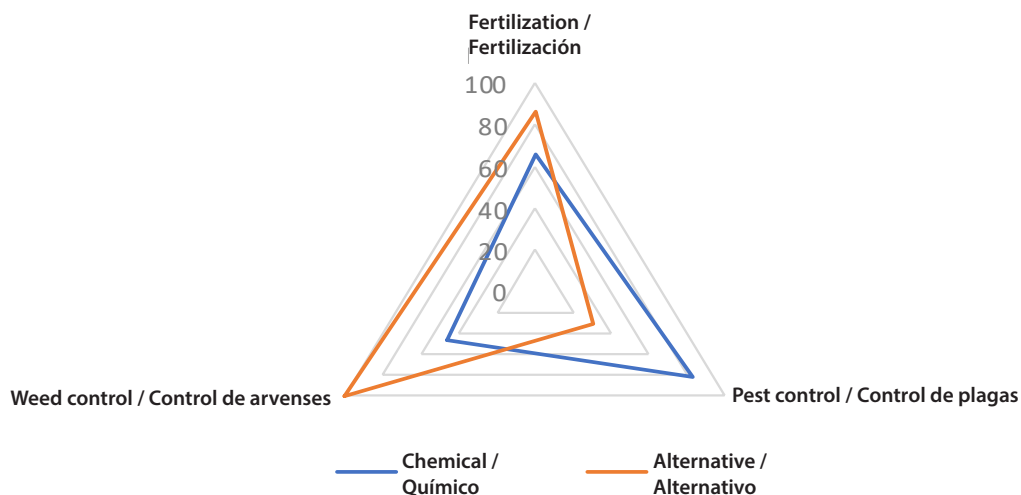 Fertilization /
Fertilización
100
80
60
40
20
0
Weed control / Control de arvenses
Pest control / Control de plagas
Chemical /
Químico
Alternative /
Alternativo